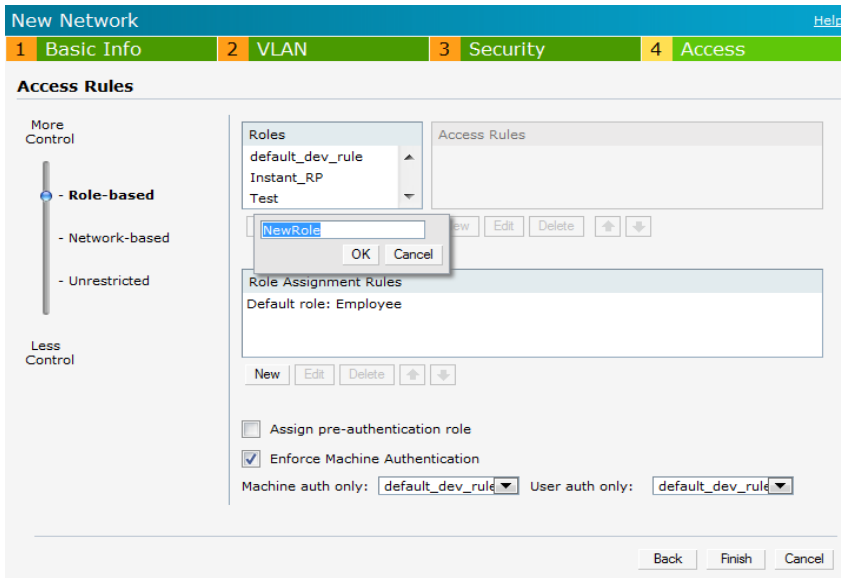 New Network
Help
1 Basic Info
2 VLAN
3 Security
4 Access
Access Rules
More
Control
- Role-based
- Network-based
- Unrestricted
Less
Control
Roles
default_dev_rule
Instant_RP
Test
Access Rules
Edit
Delete
NewRole
OK
Cancel
Role Assignment Rules
Default role: Employee
New
Edit
Delete
Assign pre-authentication role
Enforce Machine Authentication
Machine auth only:
default_dev_rule
User auth only:
default_dev_rule
Back
Finish
Cancel